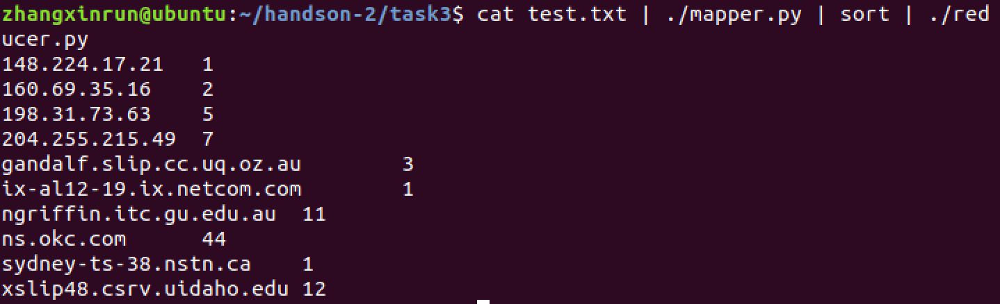 zhangxinrun@ubuntu:~/handson-2/task3$ cat test.txt | ./mapper.py | sort | ./red
ucer.py
148.224.17.21	1
160.69.35.16	2
198.31.73.63	5
204.255.215.49	7
gandalf.slip.cc.uq.oz.au	3
ix-al12-19.ix.netcom.com	1
ngriffin.itc.gu.edu.au	11
ns.okc.com	44
sydney-ts-38.nstn.ca	1
xslip48.csrv.uidaho.edu	12